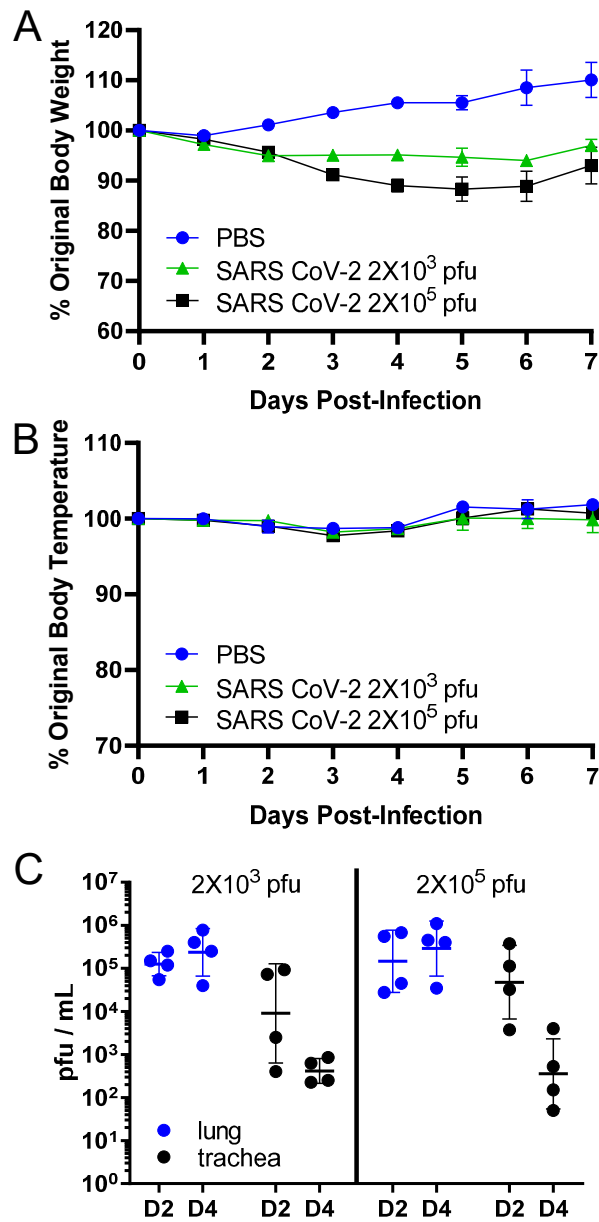 A
% Original Body Weight
120
110
100
90
80
70
60
PBS
SARS CoV-2 2X10³ pfu
SARS CoV-2 2X10⁵ pfu
0 1 2 3 4 5 6 7
Days Post-Infection
B
% Original Body Temperature
110
100
90
80
70
PBS
SARS CoV-2 2X10³ pfu
SARS CoV-2 2X10⁵ pfu
0 1 2 3 4 5 6 7
Days Post-Infection
C
2X10³ pfu 2X10⁵ pfu
pfu / mL
10⁷
10⁶
10⁵
10⁴
10³
10²
10¹
10⁰
lung
trachea
D2 D4 D2 D4 D2 D4 D2 D4